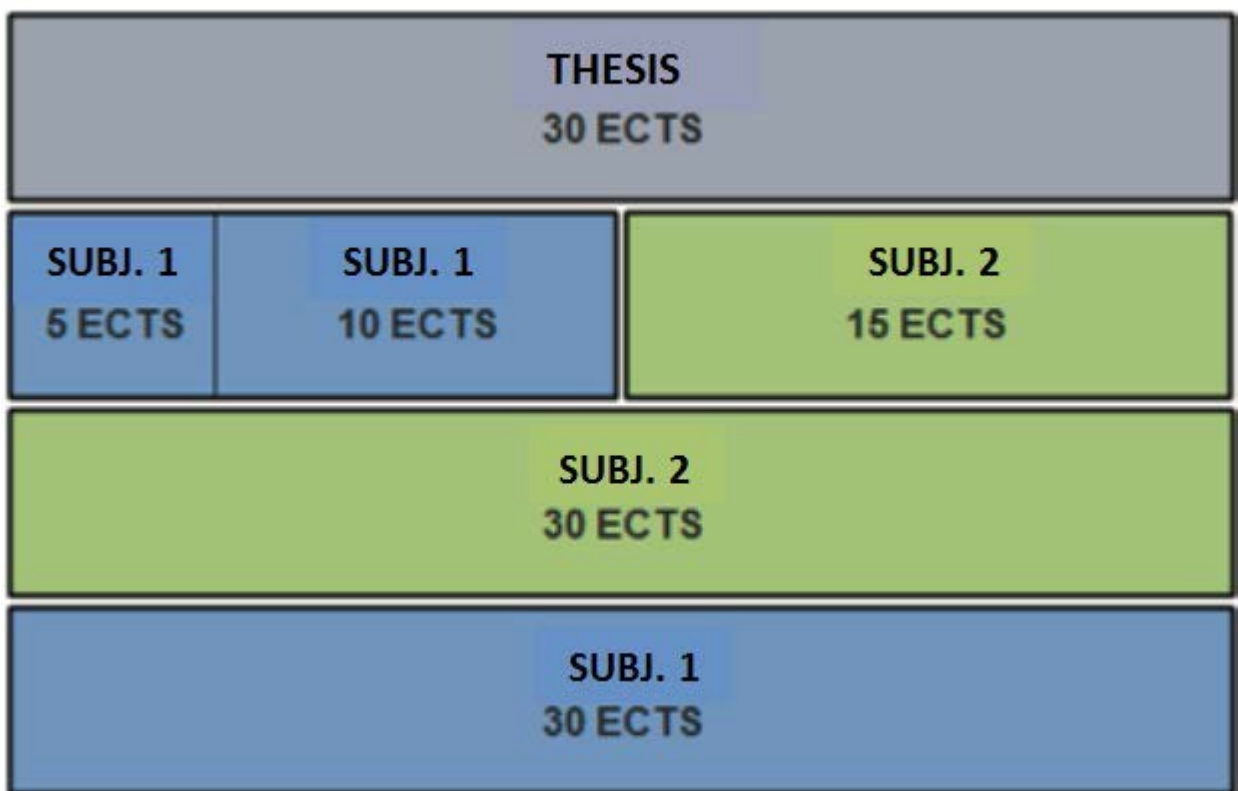 THESIS
30 ECTS
SUBJ. 1
5 ECTS
SUBJ. 1
10 ECTS
SUBJ. 2
15 ECTS
SUBJ. 2
30 ECTS
SUBJ. 1
30 ECTS